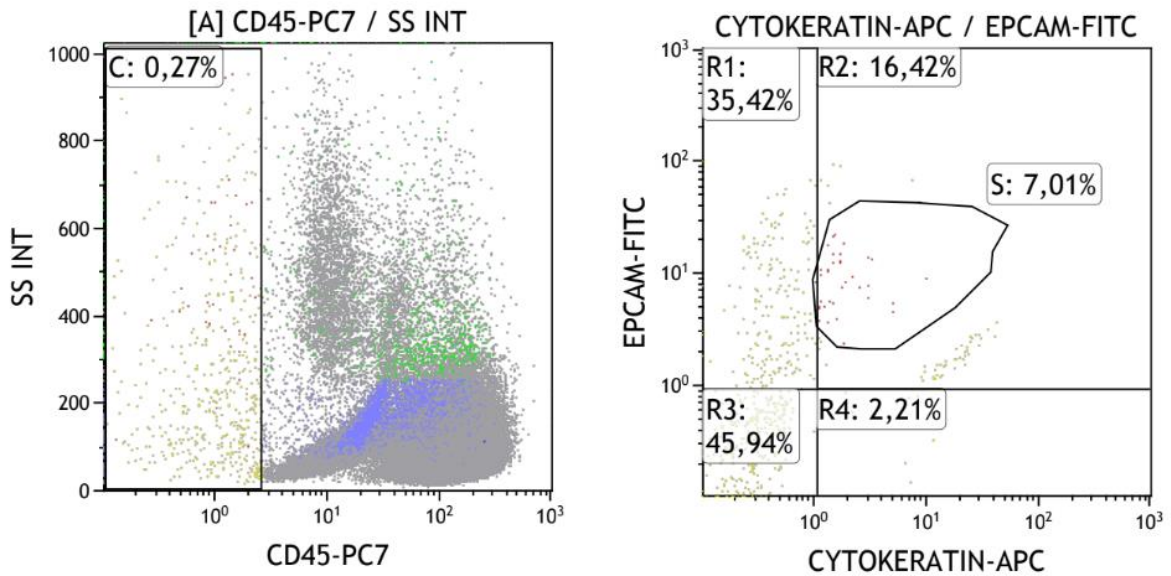 [A] CD45-PC7 / SS INT
1000
800
600
400
200
0
C: 0,27%
SS INT
10⁰
10¹
10²
10³
CD45-PC7
CYTOKERATIN-APC / EPCAM-FITC
10³
10²
10¹
10⁰
R1:
35,42%
R2: 16,42%
S: 7,01%
R3:
45,94%
R4: 2,21%
EPCAM-FITC
10⁰
10¹
10²
10³
CYTOKERATIN-APC